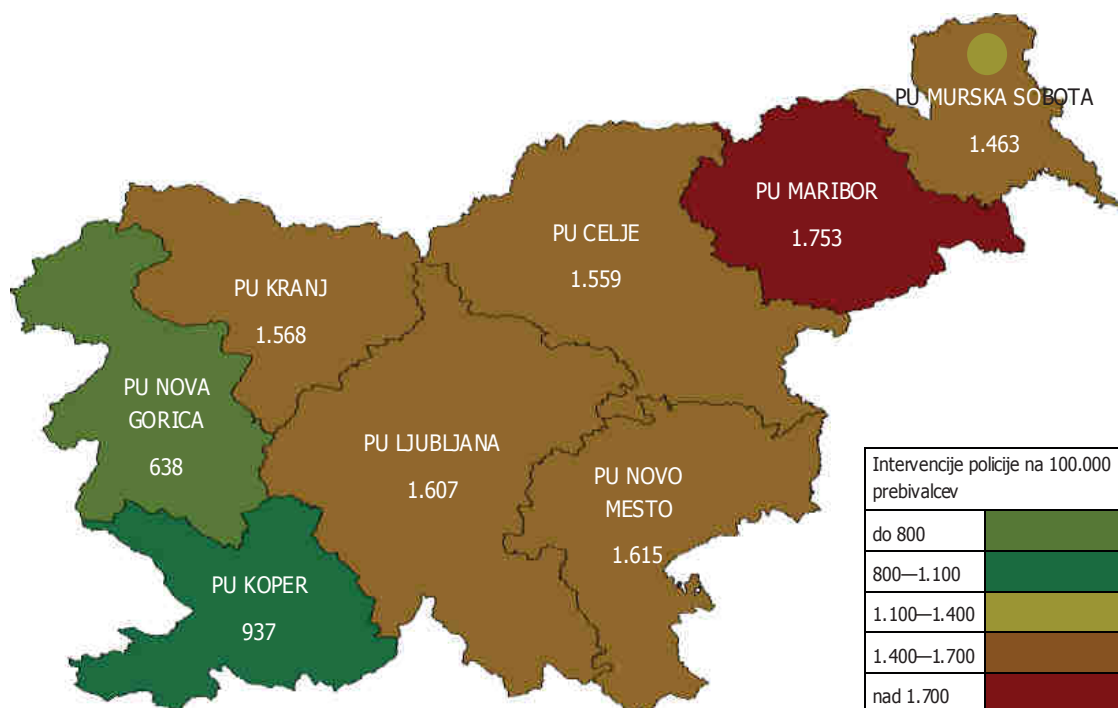 PU MURSKA SOBOTA
1.463
PU MARIBOR
1.753
PU CELJE
1.559
PU KRANJ
1.568
PU NOVA
GORICA
638
PU LJUBLJANA
1.607
PU NOVO
MESTO
1.615
PU KOPER
937
Intervencije policije na 100.000
prebivalcev
do 800
800—1.100
1.100—1.400
1.400—1.700
nad 1.700